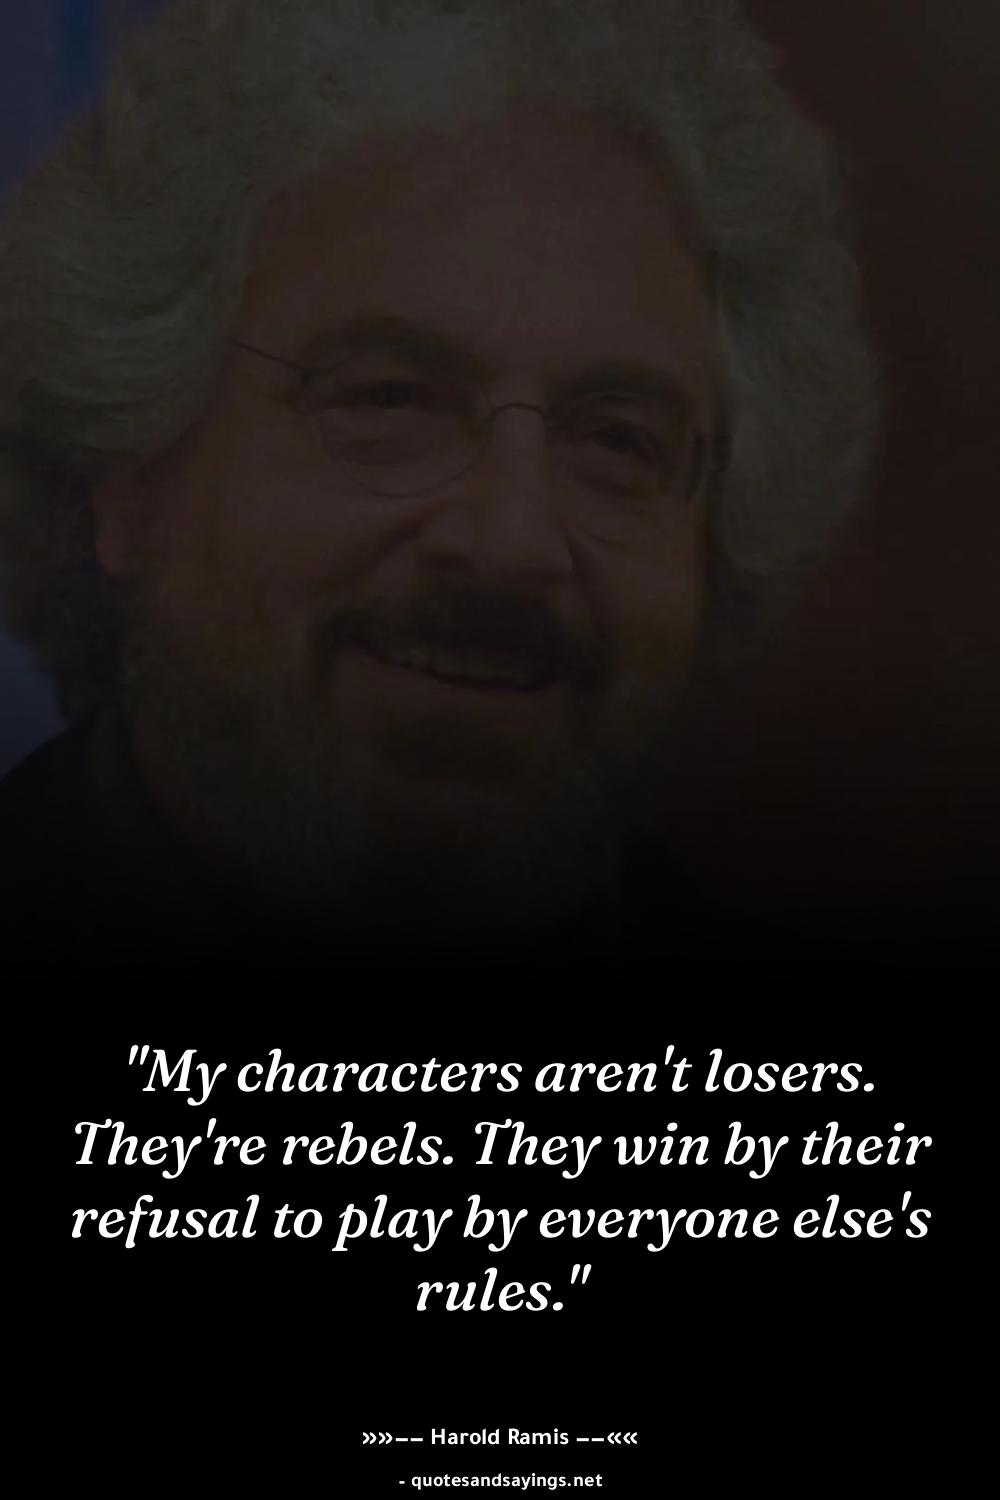 "My characters aren't losers.
They're rebels. They win by their
refusal to play by everyone else's
rules."
»»−− Harold Ramis −−««
- quotesandsayings.net